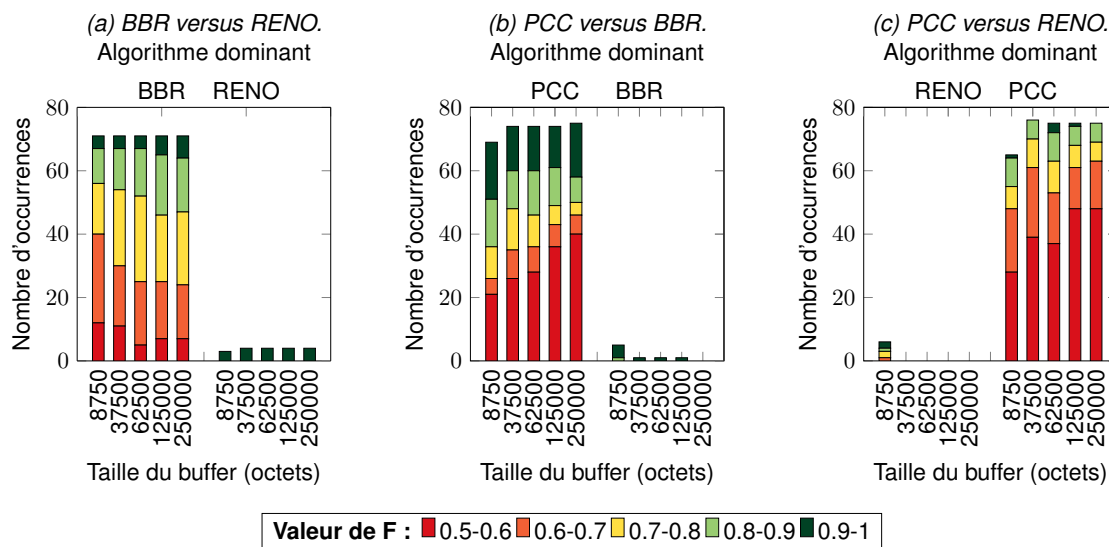 (a) BBR versus RENO.
Algorithme dominant
BBR RENO
Nombre d'occurrences
80
60
40
20
0
8750
37500
62500
125000
250000
8750
37500
62500
125000
250000
Taille du buffer (octets)
(b) PCC versus BBR.
Algorithme dominant
PCC BBR
Nombre d'occurrences
80
60
40
20
0
8750
37500
62500
125000
250000
8750
37500
62500
125000
250000
Taille du buffer (octets)
(c) PCC versus RENO.
Algorithme dominant
RENO PCC
Nombre d'occurrences
80
60
40
20
0
8750
37500
62500
125000
250000
8750
37500
62500
125000
250000
Taille du buffer (octets)
Valeur de F : 0.5-0.6 0.6-0.7 0.7-0.8 0.8-0.9 0.9-1